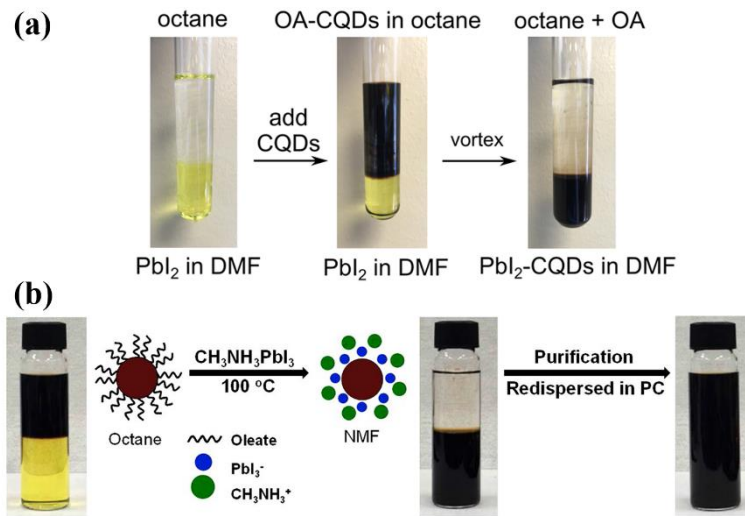 (a)
octane
OA-CQDs in octane
octane + OA
add
CQDs
vortex
PbI₂ in DMF
PbI₂ in DMF
PbI₂-CQDs in DMF
(b)
CH₃NH₃PbI₃
100 °C
Purification
Redispersed in PC
Octane
NMF
Oleate
PbI₃⁻
CH₃NH₃⁺